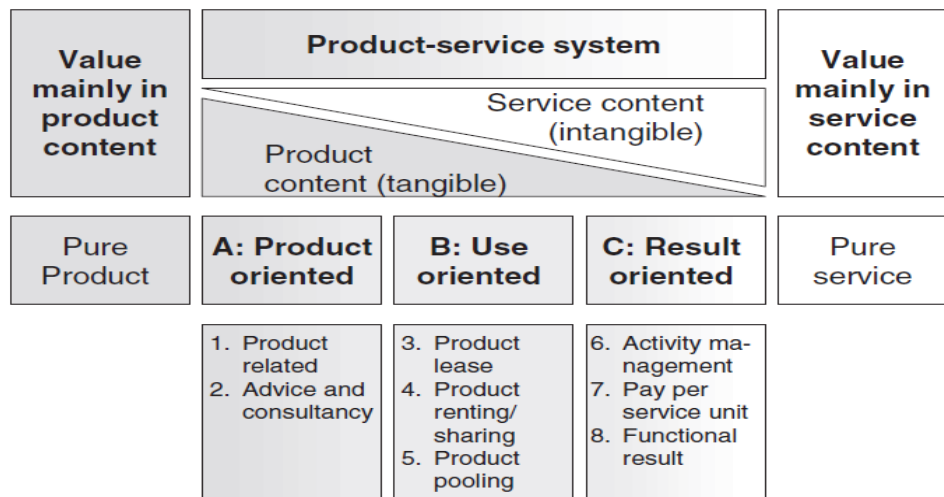 Value
mainly in
product
content
Product-service system
Service content
(intangible)
Product
content (tangible)
Value
mainly in
service
content
Pure
Product
A: Product
oriented
B: Use
oriented
C: Result
oriented
Pure
service
1. Product
related
2. Advice and
consultancy
3. Product
lease
4. Product
renting/
sharing
5. Product
pooling
6. Activity ma-
nagement
7. Pay per
service unit
8. Functional
result